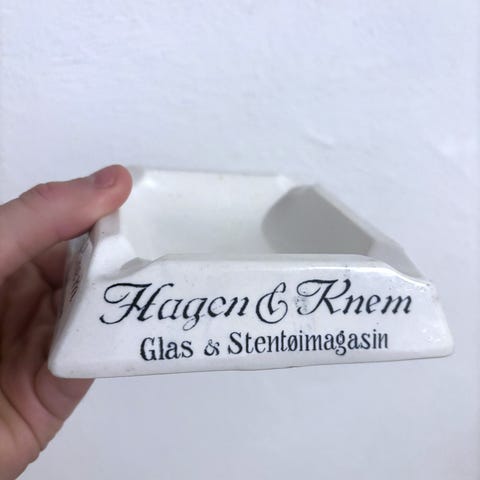 Hagen & Knem
Glas & Stentøimagasin